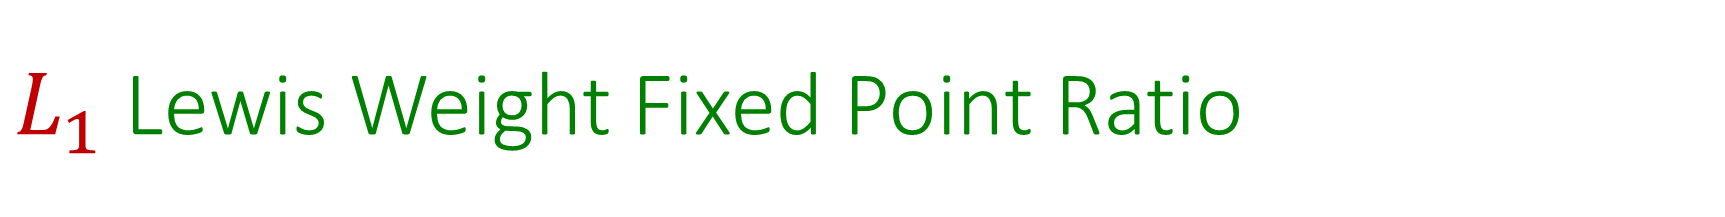 L₁ Lewis Weight Fixed Point Ratio